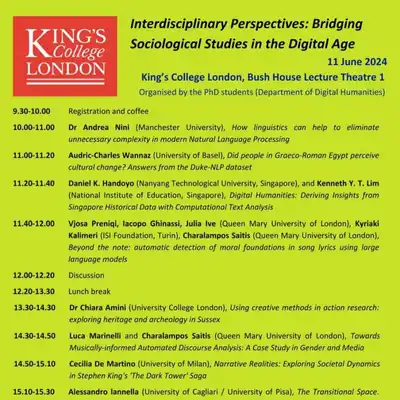 KING'S
College
LONDON
Interdisciplinary Perspectives: Bridging
Sociological Studies in the Digital Age
11 June 2024
King's College London, Bush House Lecture Theatre 1
Organised by the PhD students (Department of Digital Humanities)
9.30-10.00 Registration and coffee
10.00-11.00 Dr Andrea Nini (Manchester University), How linguistics can help to eliminate
unnecessary complexity in modern Natural Language Processing
11.00-11.20 Audric-Charles Wannaz (University of Basel), Did people in Graeco-Roman Egypt perceive
cultural change? Answers from the Duke-NLP dataset
11.20-11.40 Daniel K. Handoyo (Nanyang Technological University, Singapore), and Kenneth Y. T. Lim
(National Institute of Education, Singapore), Digital Humanities: Deriving Insights from
Singapore Historical Data with Computational Text Analysis
11.40-12.00 Vjosa Preniqi, Iacopo Ghinassi, Julia Ive (Queen Mary University of London), Kyriaki
Kalimeri (ISI Foundation, Turin), Charalampos Saitis (Queen Mary University of London),
Beyond the note: automatic detection of moral foundations in song lyrics using large
language models
12.00-12.20 Discussion
12.20-13.30 Lunch break
13.30-14.30 Dr Chiara Amini (University College London), Using creative methods in action research:
exploring heritage and archeology in Sussex
14.30-14.50 Luca Marinelli and Charalampos Saitis (Queen Mary University of London), Towards
Musically-informed Automated Discourse Analysis: A Case Study in Gender and Media
14.50-15.10 Cecilia De Martino (University of Milan), Narrative Realities: Exploring Societal Dynamics
in Stephen King's 'The Dark Tower' Saga
15.10-15.30 Alessandro Iannella (University of Cagliari / University of Pisa), The Transitional Space.